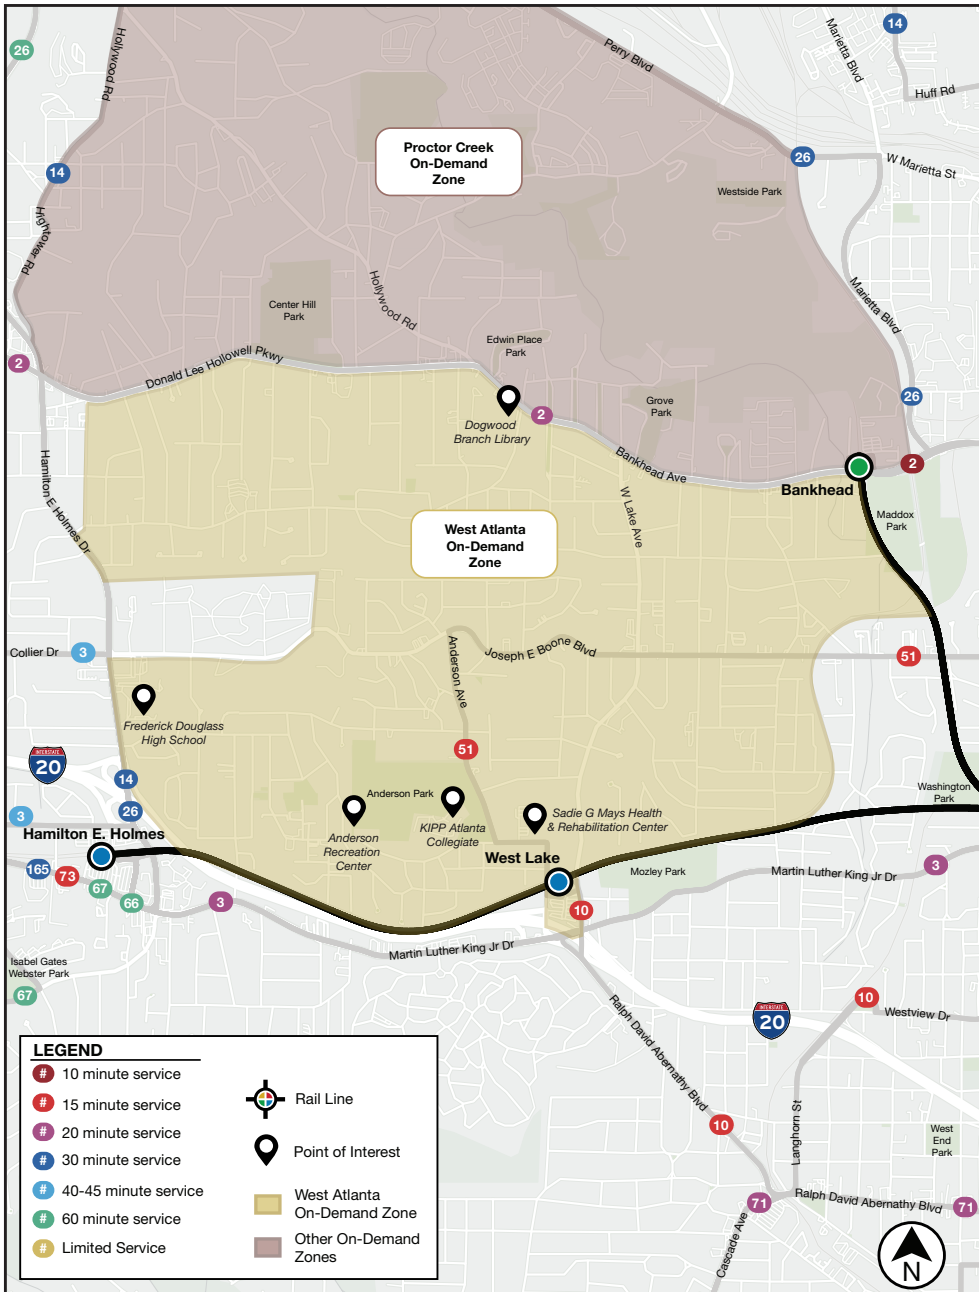 Hollywood Rd
Perry Blvd
Marietta Blvd
14
26
Huff Rd
Proctor Creek
On-Demand
Zone
26
W Marietta St
14
Westside Park
Hightower Rd
Hollywood Rd
Center Hill
Park
Marietta Blvd
Edwin Place
Park
Donald Lee Hollowell Pkwy
2
26
Grove
Park
2
Dogwood
Branch Library
Bankhead Ave
2
Bankhead
Hamilton E Holmes Dr
W Lake Ave
Maddox
Park
West Atlanta
On-Demand
Zone
Collier Dr
3
Anderson Ave
Joseph E Boone Blvd
51
Frederick Douglass
High School
INTERSTATE
20
51
14
26
Anderson Park
Washington
Park
3
Hamilton E. Holmes
Anderson
Recreation
Center
KIPP Atlanta
Collegiate
Sadie G Mays Health
& Rehabilitation Center
West Lake
165
73
67
66
3
Mozley Park
Martin Luther King Jr Dr
3
10
Martin Luther King Jr Dr
Isabel Gates
Webster Park
67
10
Westview Dr
INTERSTATE
20
Ralph David Abernathy Blvd
10
Langhorn St
West
End
Park
71
Ralph David Abernathy Blvd
71
Cascade Ave
N
LEGEND
# 10 minute service
# 15 minute service
# 20 minute service
# 30 minute service
# 40-45 minute service
# 60 minute service
# Limited Service
Rail Line
Point of Interest
West Atlanta
On-Demand Zone
Other On-Demand
Zones